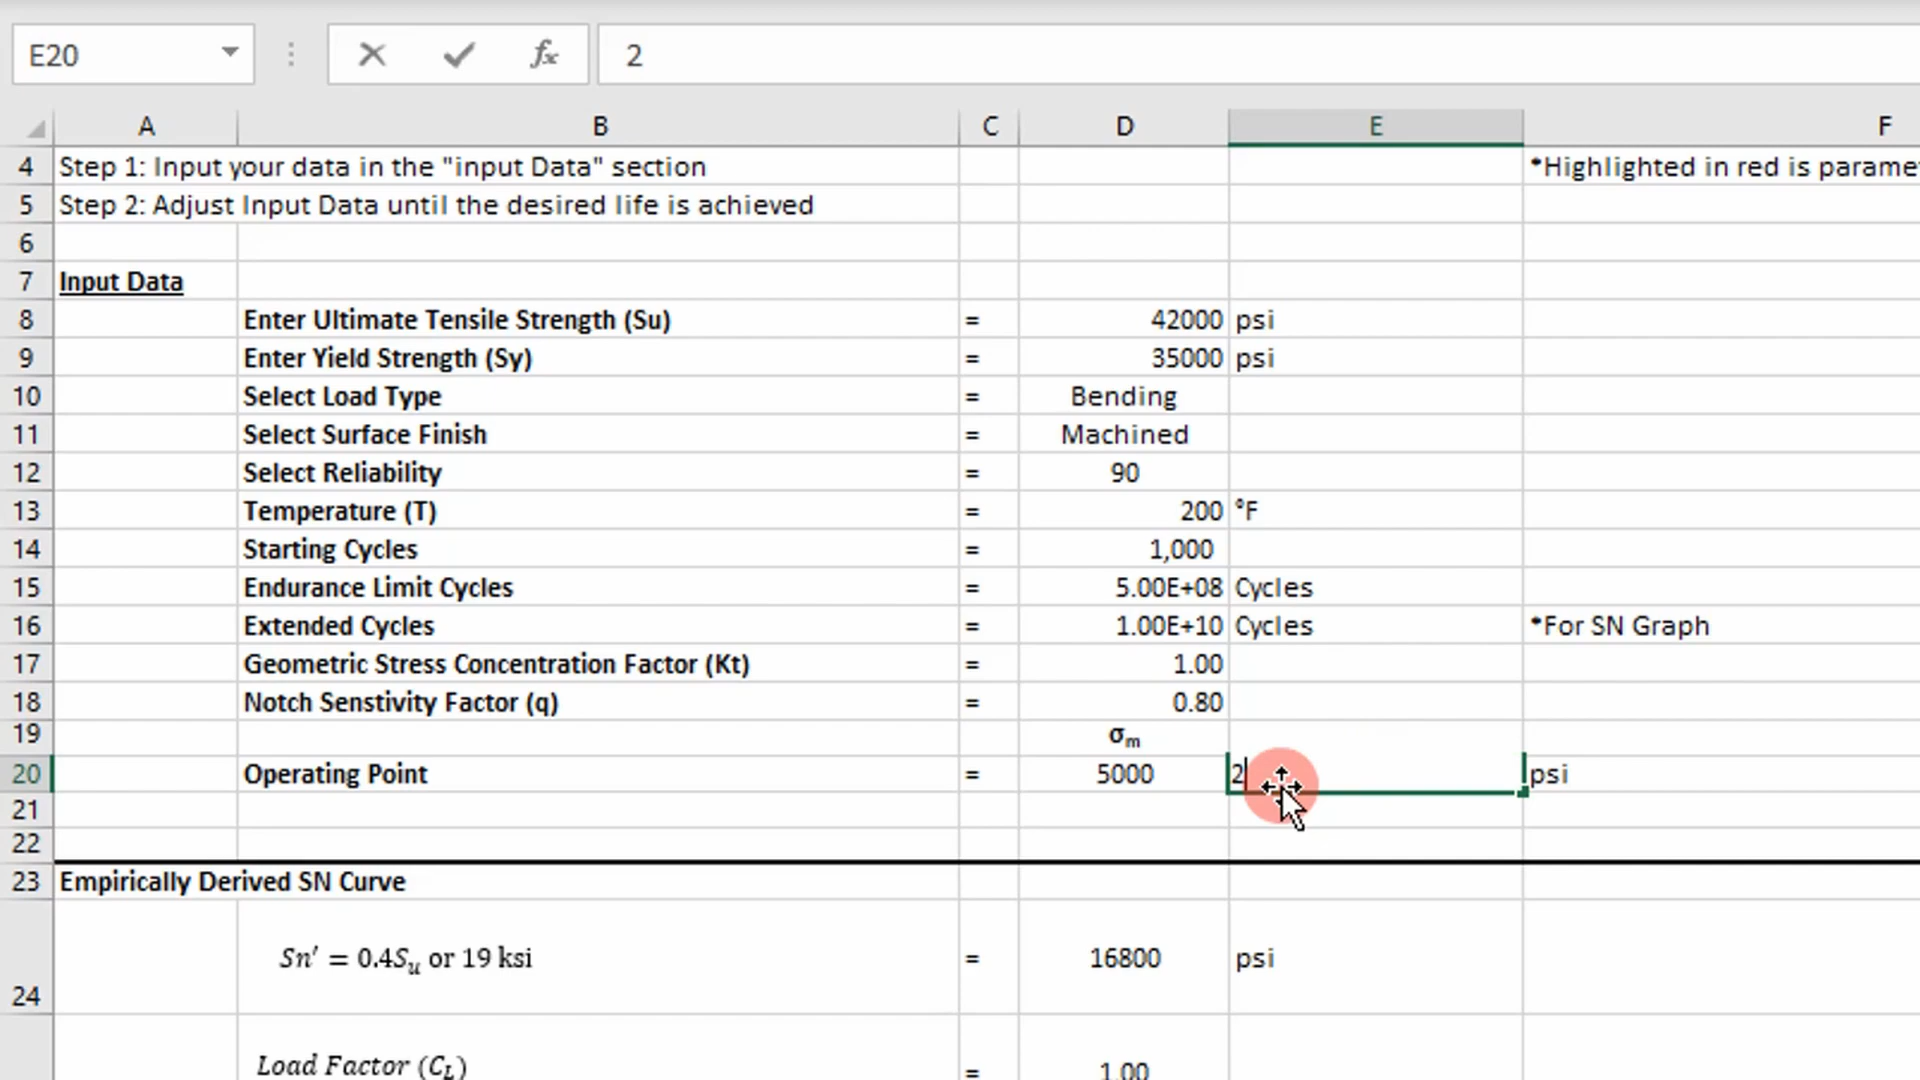 E20 fx 2
A B C D E F
4 Step 1: Input your data in the "input Data" section *Highlighted in red is parame
5 Step 2: Adjust Input Data until the desired life is achieved
6
7 Input Data
8 Enter Ultimate Tensile Strength (Su) = 42000 psi
9 Enter Yield Strength (Sy) = 35000 psi
10 Select Load Type = Bending
11 Select Surface Finish = Machined
12 Select Reliability = 90
13 Temperature (T) = 200 °F
14 Starting Cycles = 1,000
15 Endurance Limit Cycles = 5.00E+08 Cycles
16 Extended Cycles = 1.00E+10 Cycles *For SN Graph
17 Geometric Stress Concentration Factor (Kt) = 1.00
18 Notch Senstivity Factor (q) = 0.80
19 σm
20 Operating Point = 5000 2 psi
21
22
23 Empirically Derived SN Curve
24 Sn' = 0.4Su or 19 ksi = 16800 psi
Load Factor (CL) = 1.00